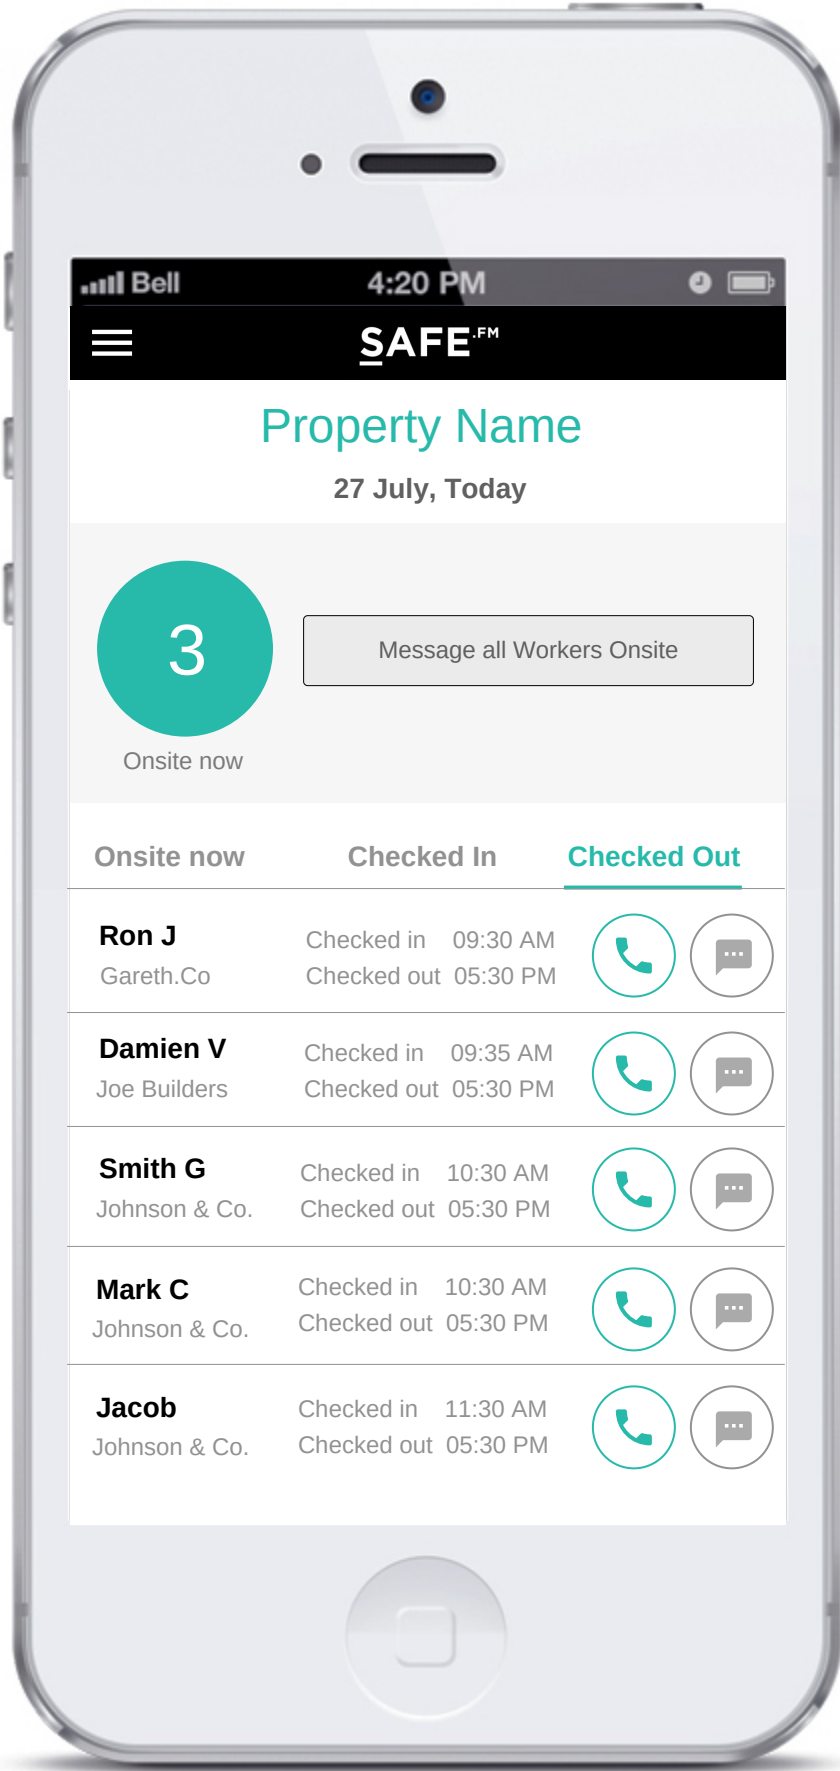 Bell 4:20 PM
SAFE.FM
Property Name
27 July, Today
3
Message all Workers Onsite
Onsite now
Onsite now Checked In Checked Out
Ron J
Checked in 09:30 AM
Gareth.Co
Checked out 05:30 PM
Damien V
Checked in 09:35 AM
Joe Builders
Checked out 05:30 PM
Smith G
Checked in 10:30 AM
Johnson & Co.
Checked out 05:30 PM
Mark C
Checked in 10:30 AM
Johnson & Co.
Checked out 05:30 PM
Jacob
Checked in 11:30 AM
Johnson & Co.
Checked out 05:30 PM